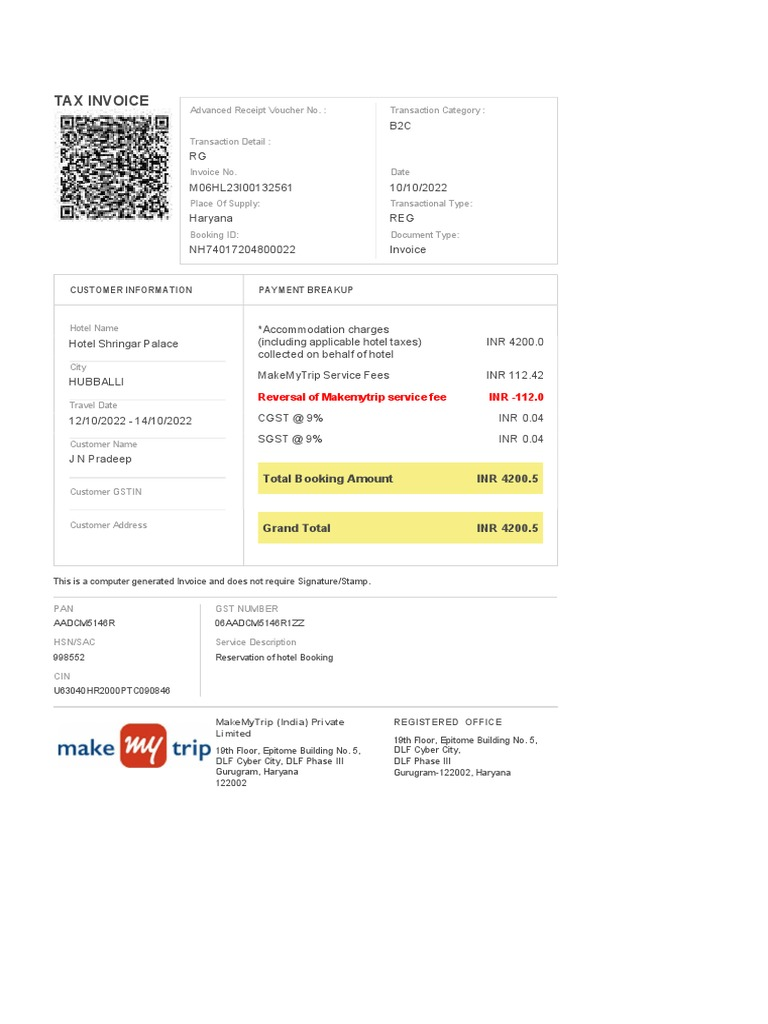 TAX INVOICE
Advanced Receipt Voucher No. :
Transaction Category :
B2C
Transaction Detail :
RG
Invoice No.
Date
M06HL23I00132561
10/10/2022
Place Of Supply:
Transactional Type:
Haryana
REG
Booking ID:
Document Type:
NH74017204800022
Invoice
CUSTOMER INFORMATION
PAYMENT BREAKUP
Hotel Name
Hotel Shringar Palace
City
HUBBALLI
Travel Date
12/10/2022 - 14/10/2022
Customer Name
J N Pradeep
Customer GSTIN
Customer Address
*Accommodation charges
(including applicable hotel taxes) INR 4200.0
collected on behalf of hotel
MakeMyTrip Service Fees INR 112.42
Reversal of Makemytrip service fee INR -112.0
CGST @ 9% INR 0.04
SGST @ 9% INR 0.04
Total Booking Amount INR 4200.5
Grand Total INR 4200.5
This is a computer generated Invoice and does not require Signature/Stamp.
PAN
AADCM5146R
HSN/SAC
998552
CIN
U63040HR2000PTC090846
GST NUMBER
06AADCM5146R1ZZ
Service Description
Reservation of hotel Booking
make my trip
MakeMyTrip (India) Private
Limited
19th Floor, Epitome Building No. 5,
DLF Cyber City, DLF Phase III
Gurugram, Haryana
122002
REGISTERED OFFICE
19th Floor, Epitome Building No. 5,
DLF Cyber City,
DLF Phase III
Gurugram-122002, Haryana